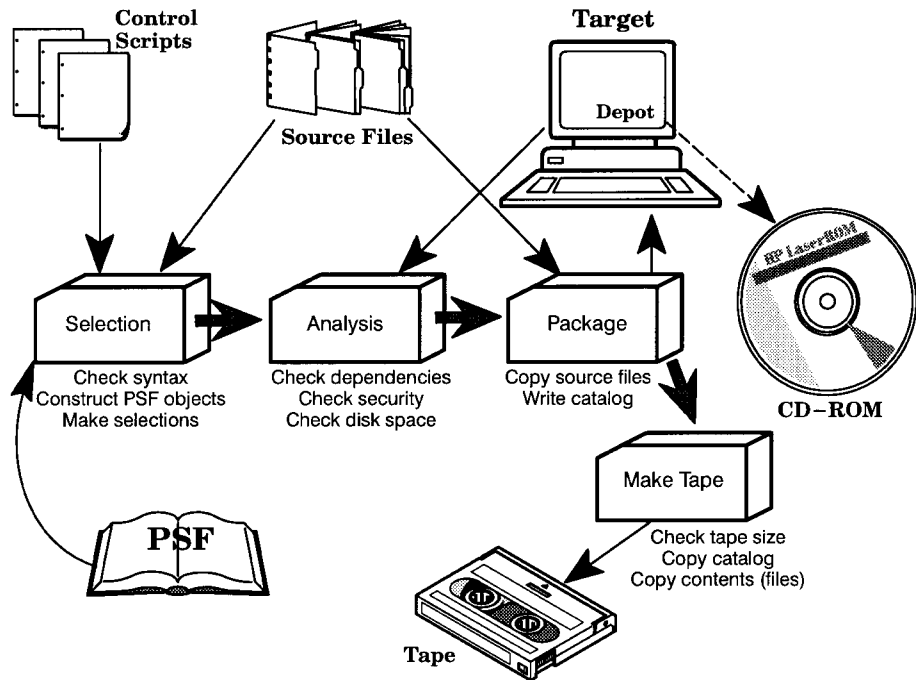 Control
Scripts
Source Files
Target
Depot
HP LaserROM
CD-ROM
Selection
Check syntax
Construct PSF objects
Make selections
Analysis
Check dependencies
Check security
Check disk space
Package
Copy source files
Write catalog
Make Tape
Check tape size
Copy catalog
Copy contents (files)
PSF
Tape